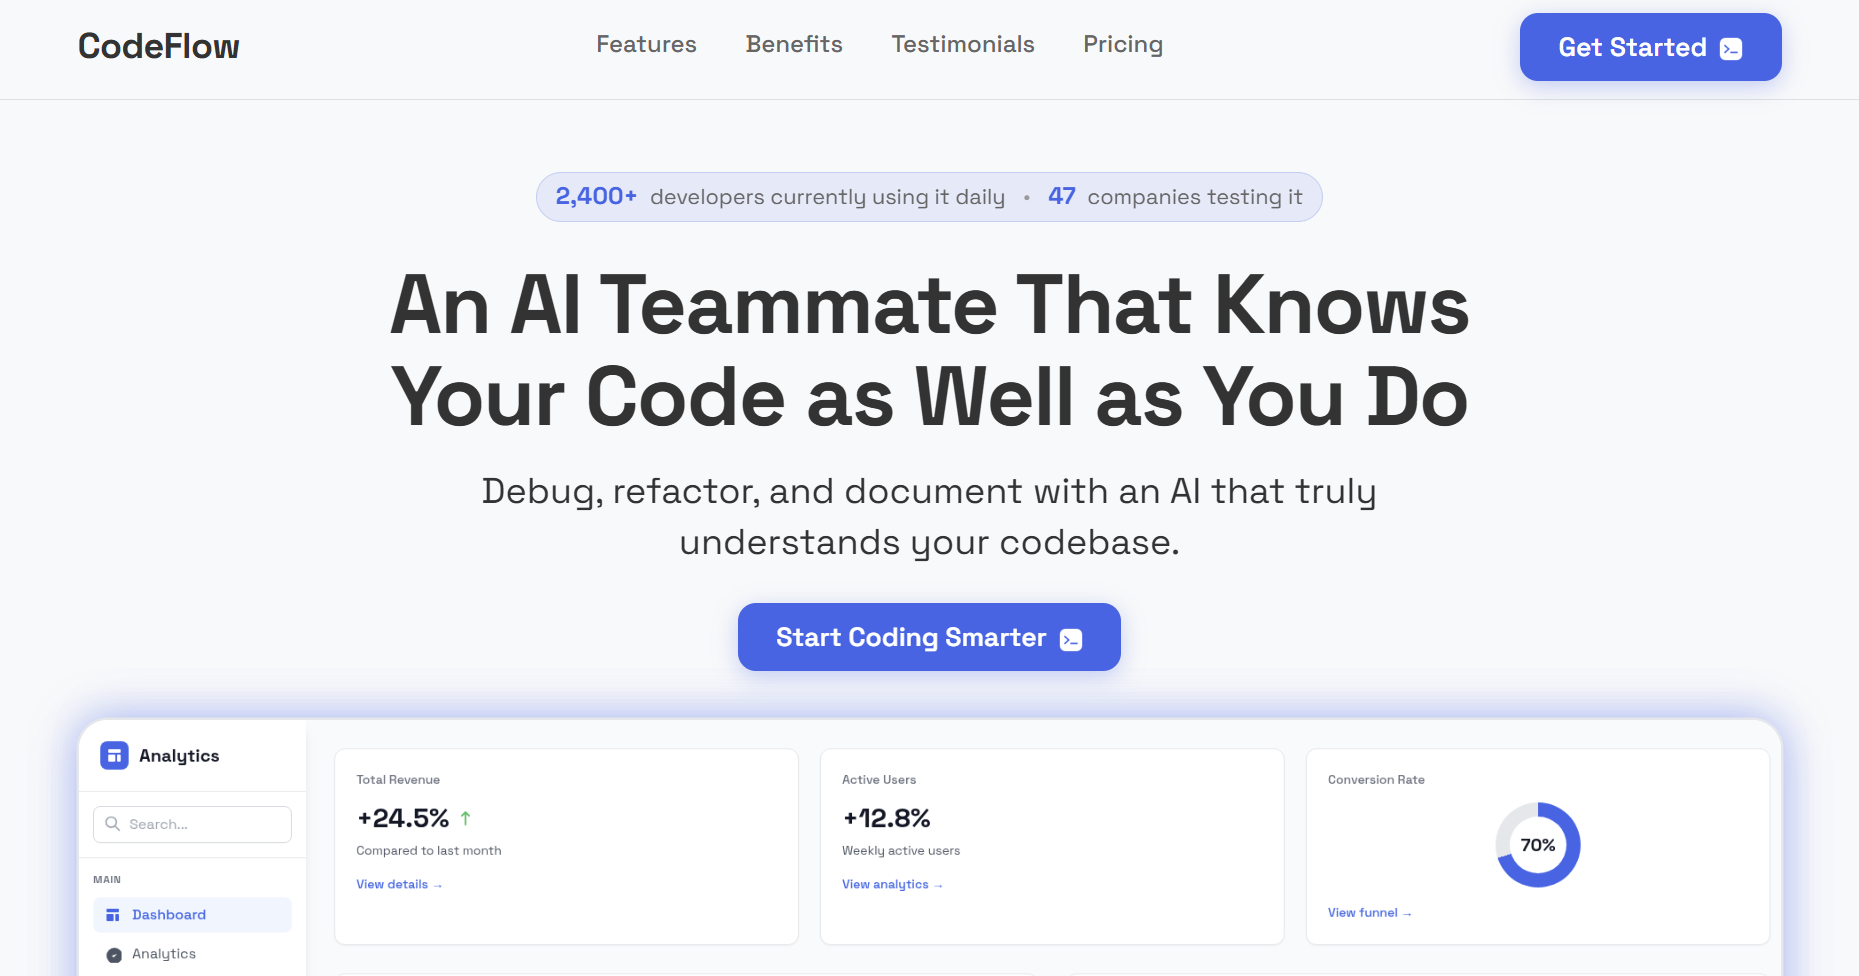 CodeFlow
Features
Benefits
Testimonials
Pricing
Get Started
2,400+ developers currently using it daily • 47 companies testing it
An AI Teammate That Knows
Your Code as Well as You Do
Debug, refactor, and document with an AI that truly
understands your codebase.
Start Coding Smarter
Analytics
Search...
MAIN
Dashboard
Analytics
Total Revenue
+24.5% ↑
Compared to last month
View details →
Active Users
+12.8%
Weekly active users
View analytics →
Conversion Rate
70%
View funnel →